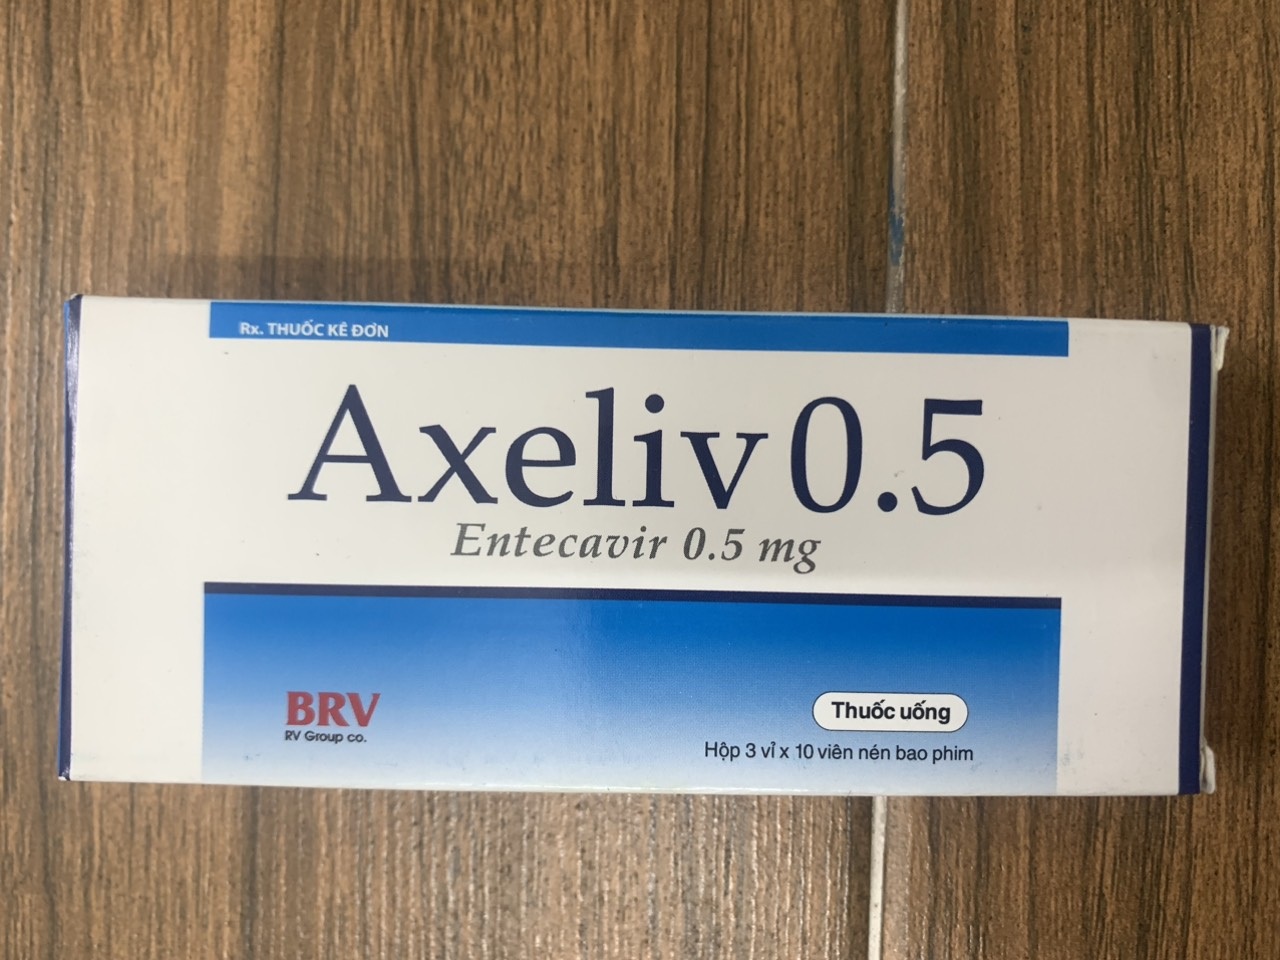 Rx. THUỐC KÊ ĐƠN
Axeliv 0.5
Entecavir 0.5 mg
BRV
RV Group co.
Thuốc uống
Hộp 3 vỉ x 10 viên nén bao phim